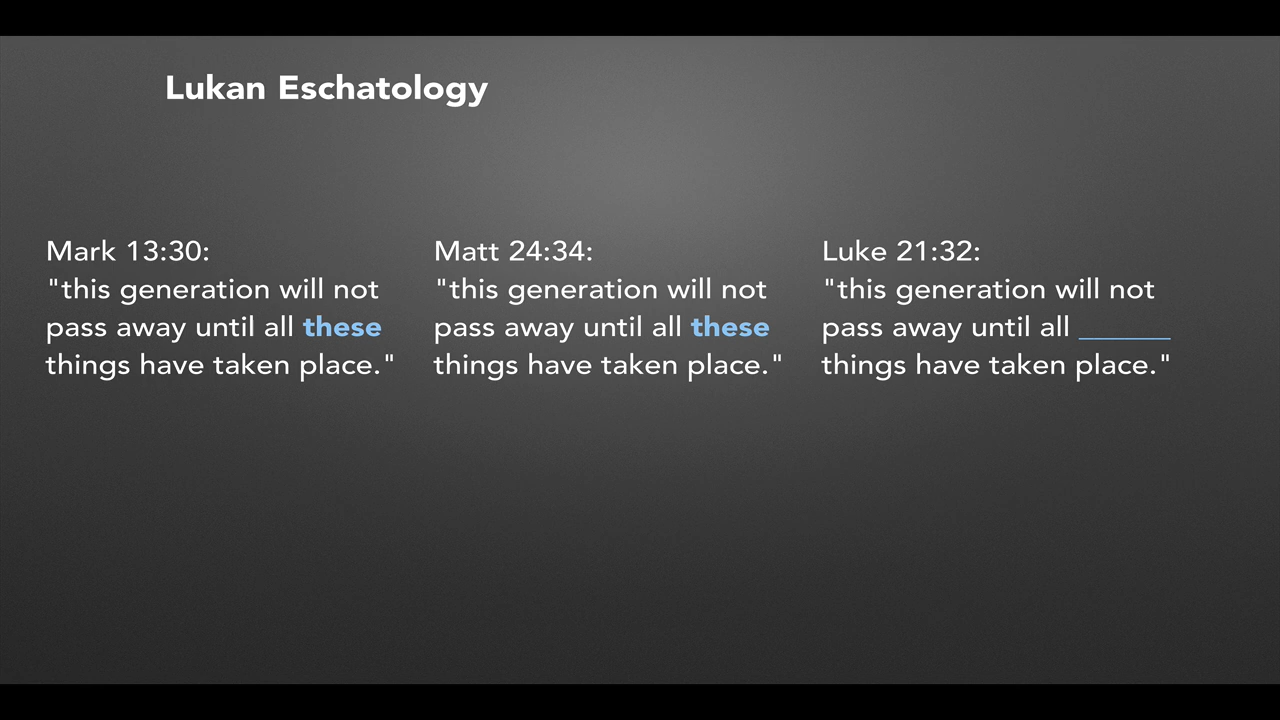 Lukan Eschatology
Mark 13:30:
"this generation will not
pass away until all these
things have taken place."
Matt 24:34:
"this generation will not
pass away until all these
things have taken place."
Luke 21:32:
"this generation will not
pass away until all _______
things have taken place."